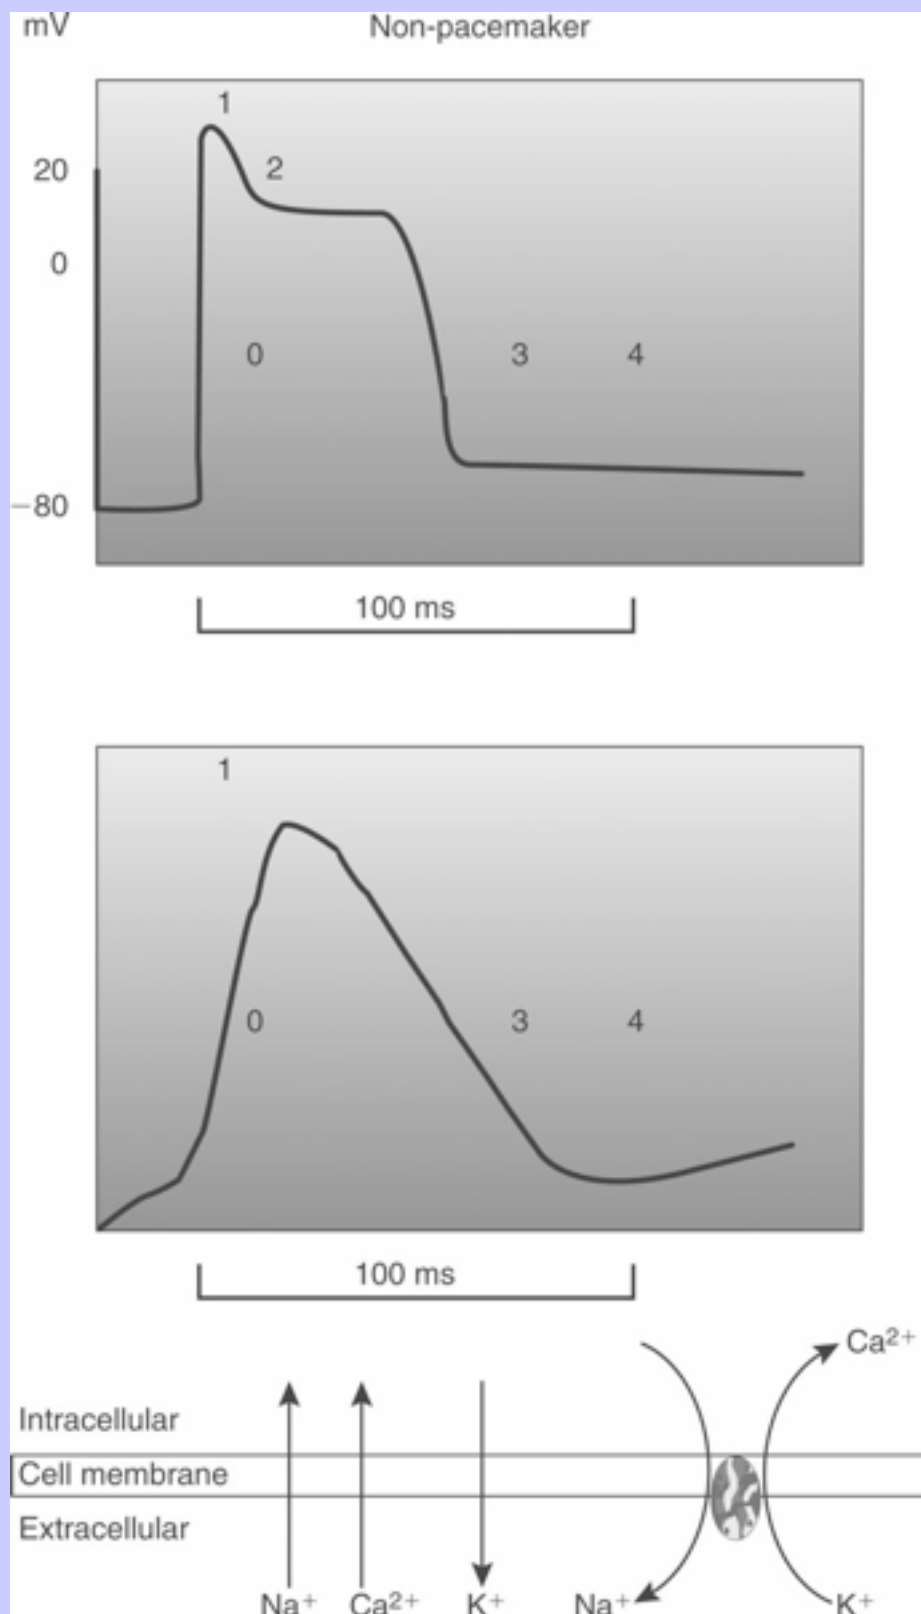 mV Non-pacemaker
1
20
2
0
0 3 4
−80
100 ms
1
0 3 4
100 ms
Ca²⁺
Intracellular
Cell membrane
Extracellular
Na⁺ Ca²⁺ K⁺ Na⁺ K⁺